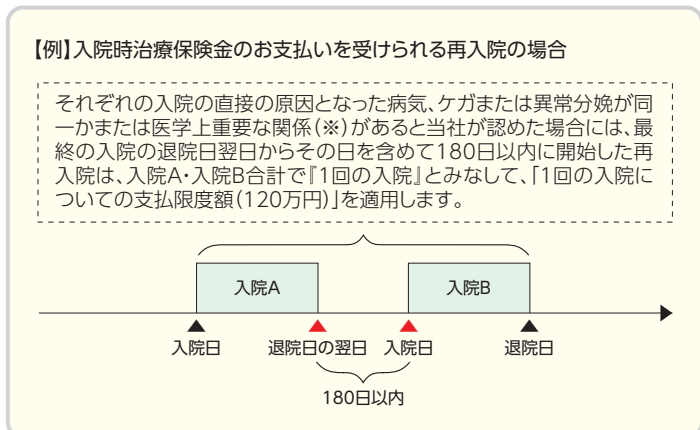 【例】入院時治療保険金のお支払いを受けられる再入院の場合
それぞれの入院の直接の原因となった病気、ケガまたは異常分娩が同
一かまたは医学上重要な関係(※)があると当社が認めた場合には、最
終の入院の退院日翌日からその日を含めて180日以内に開始した再
入院は、入院A・入院B合計で『1回の入院』とみなして、「1回の入院に
ついての支払限度額(120万円)」を適用します。
入院A 入院B
入院日 退院日の翌日 入院日 退院日
180日以内